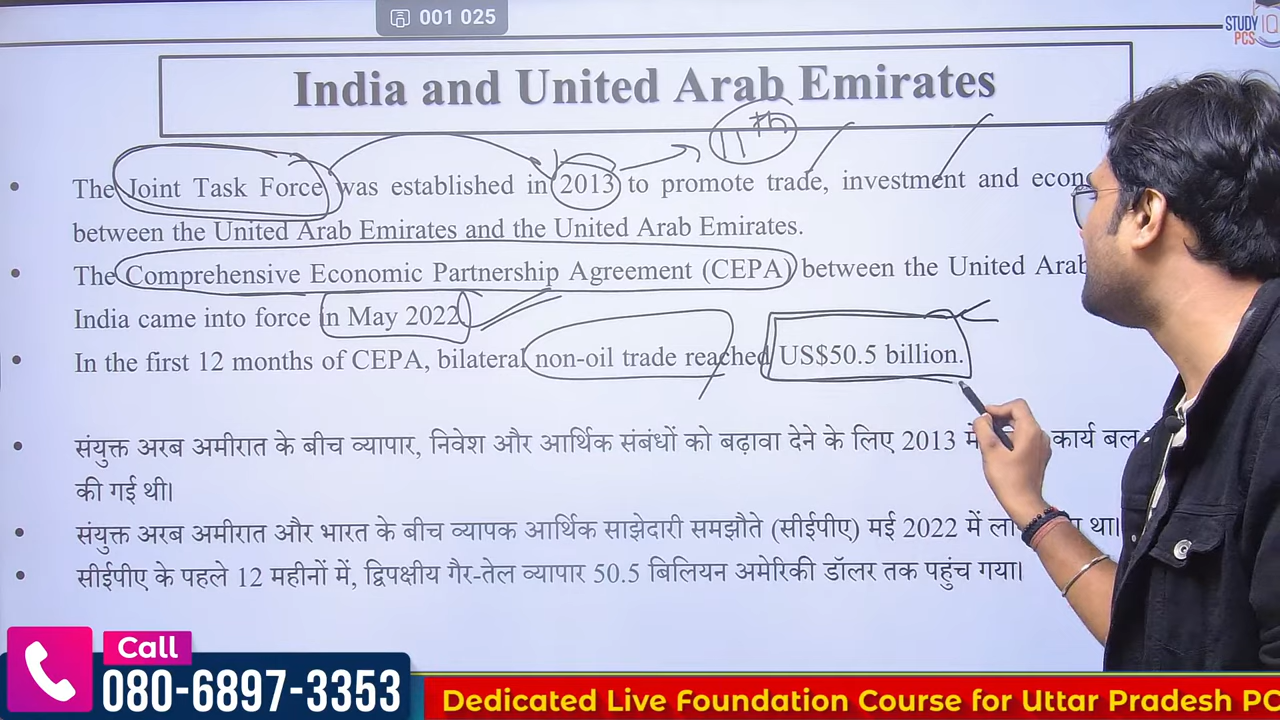 001 025
STUDY IQ
PCS
India and United Arab Emirates
11th
• The Joint Task Force was established in 2013 to promote trade, investment and econ
between the United Arab Emirates and the United Arab Emirates.
• The Comprehensive Economic Partnership Agreement (CEPA) between the United Arab
India came into force in May 2022
• In the first 12 months of CEPA, bilateral non-oil trade reached US$50.5 billion.
• संयुक्त अरब अमीरात के बीच व्यापार, निवेश और आर्थिक संबंधों को बढ़ावा देने के लिए 2013 में कार्य बल
की गई थी।
• संयुक्त अरब अमीरात और भारत के बीच व्यापक आर्थिक साझेदारी समझौते (सीईपीए) मई 2022 में था।
• सीईपीए के पहले 12 महीनों में, द्विपक्षीय गैर-तेल व्यापार 50.5 बिलियन अमेरिकी डॉलर तक पहुंच गया।
Call
080-6897-3353
Dedicated Live Foundation Course for Uttar Pradesh PC